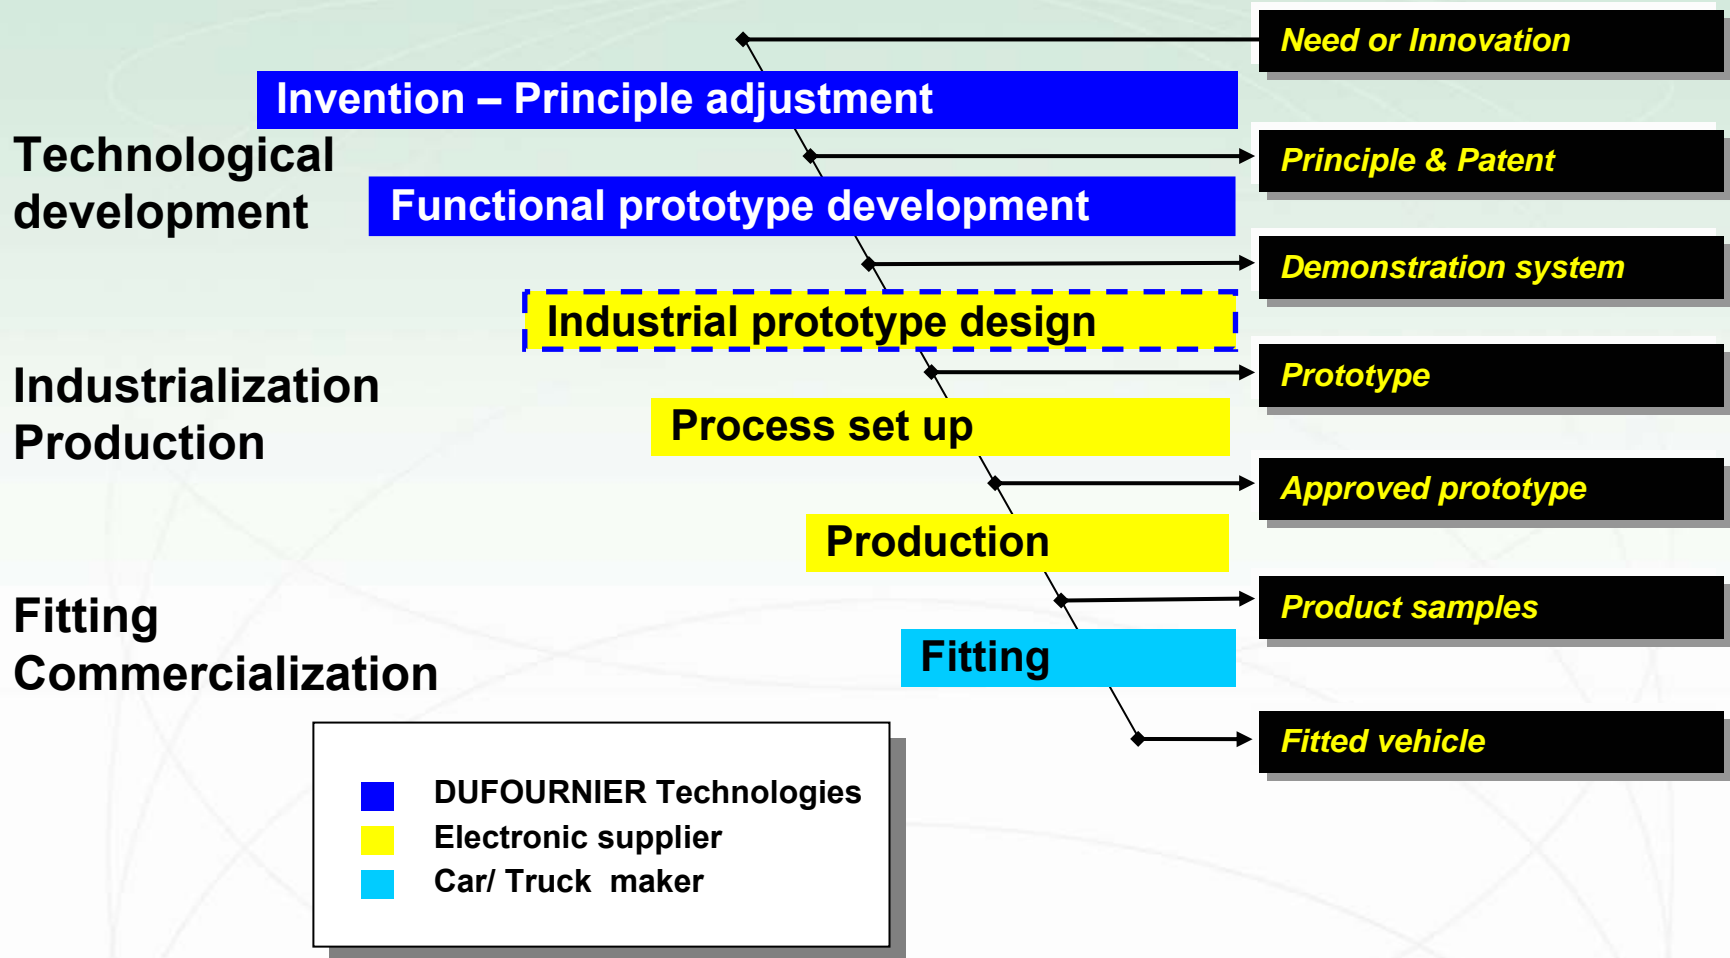 Need or Innovation
Invention – Principle adjustment
Technological
development
Principle & Patent
Functional prototype development
Demonstration system
Industrial prototype design
Industrialization
Production
Prototype
Process set up
Approved prototype
Production
Fitting
Commercialization
Product samples
Fitting
Fitted vehicle
DUFOURNIER Technologies
Electronic supplier
Car/ Truck  maker